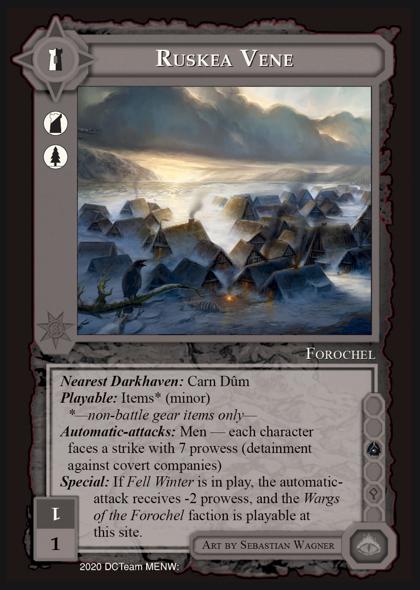 Ruskea Vene
Forochel
Nearest Darkhaven: Carn Dûm
Playable: Items* (minor)
*—non-battle gear items only—
Automatic-attacks: Men — each character
faces a strike with 7 prowess (detainment
against covert companies)
Special: If Fell Winter is in play, the automatic-
attack receives -2 prowess, and the Wargs
of the Forochel faction is playable at
this site.
1
1
Art by Sebastian Wagner
2020 DCTeam MENW: